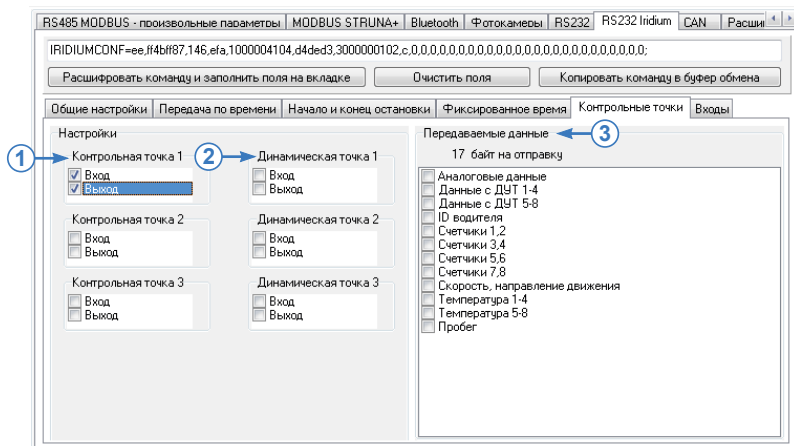 RS485 MODBUS - произвольные параметры MODBUS STRUNA+ Bluetooth Фотокамеры RS232 RS232 Iridium CAN Расши
IRIDIUMCONF=ee,ff4bff87,146,efa,1000004104,d4ded3,3000000102,c,0,0,0,0,0,0,0,0,0,0,0,0,0,0,0,0,0,0,0,0,0,0,0,0;
Расшифровать команду и заполнить поля на вкладке Очистить поля Копировать команду в буфер обмена
Общие настройки Передача по времени Начало и конец остановки Фиксированное время Контрольные точки Входы
Настройки
1
Контрольная точка 1
Вход
Выход
Контрольная точка 2
Вход
Выход
Контрольная точка 3
Вход
Выход
2
Динамическая точка 1
Вход
Выход
Динамическая точка 2
Вход
Выход
Динамическая точка 3
Вход
Выход
Передаваемые данные
3
17 байт на отправку
Аналоговые данные
Данные с ДУТ 1-4
Данные с ДУТ 5-8
ID водителя
Счетчики 1,2
Счетчики 3,4
Счетчики 5,6
Счетчики 7,8
Скорость, направление движения
Температура 1-4
Температура 5-8
Пробег